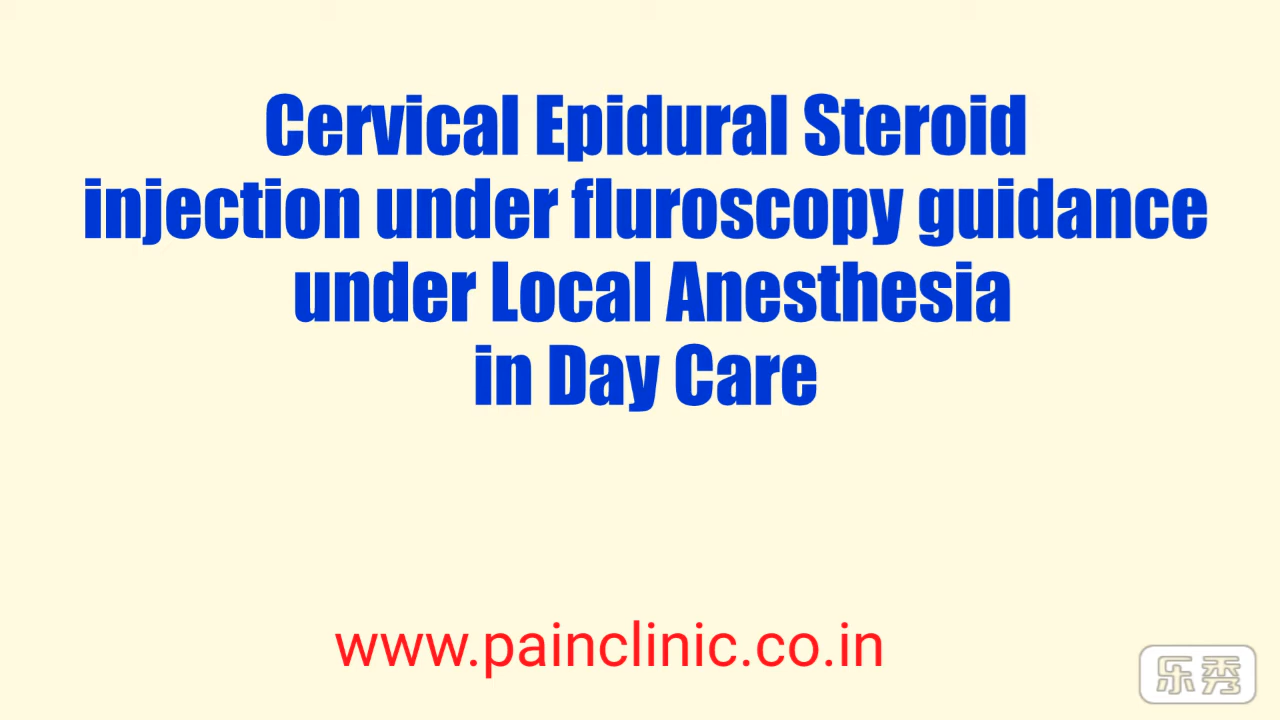 Cervical Epidural Steroid
injection under fluroscopy guidance
under Local Anesthesia
in Day Care
www.painclinic.co.in
乐秀